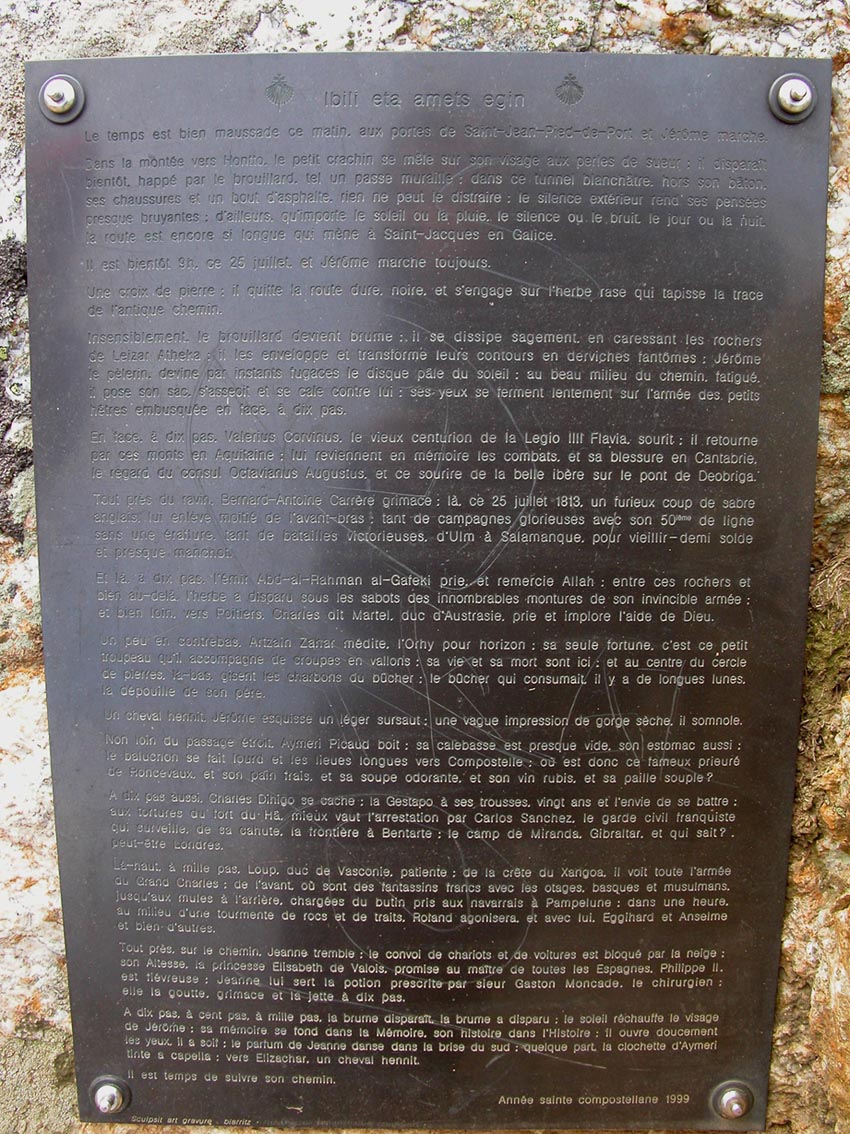 Ibili eta amets egin
Le temps est bien maussade ce matin, aux portes de Saint-Jean-Pied-de-Port et Jérôme marche.
Dans la montée vers Hontto, le petit crachin se mêle sur son visage aux perles de sueur ; il disparaît
bientôt, happé par le brouillard, tel un passe muraille ; dans ce tunnel blanchâtre, hors son bâton,
ses chaussures et un bout d'asphalte, rien ne peut le distraire ; le silence extérieur rend ses pensées
presque bruyantes ; d'ailleurs, qu'importe le soleil ou la pluie, le silence ou le bruit, le jour ou la nuit,
la route est encore si longue qui mène à Saint-Jacques en Galice.
Il est bientôt 9h, ce 25 juillet, et Jérôme marche toujours.
Une croix de pierre ; il quitte la route dure, noire, et s'engage sur l'herbe rase qui tapisse la trace
de l'antique chemin.
Insensiblement, le brouillard devient brume ; il se dissipe sagement, en caressant les rochers
de Leizar Atheka ; il les enveloppe et transforme leurs contours en derviches fantômes ; Jérôme
le pèlerin, devine par instants fugaces le disque pâle du soleil ; au beau milieu du chemin, fatigué,
il pose son sac, s'asseoit et se cale contre lui ; ses yeux se ferment lentement sur l'armée des petits
hêtres embusquée en face, à dix pas.
En face, à dix pas, Valerius Corvinus, le vieux centurion de la Legio IIII Flavia, sourit ; il retourne
par ces monts en Aquitaine ; lui reviennent en mémoire les combats, et sa blessure en Cantabrie,
le regard du consul Octavianus Augustus, et ce sourire de la belle ibère sur le pont de Deobriga.
Tout près du ravin, Bernard-Antoine Carrère grimace ; là, ce 25 juillet 1813, un furieux coup de sabre
anglais lui enlève moitié de l'avant-bras ; tant de campagnes glorieuses avec son 50ième de ligne
sans une éraflure, tant de batailles victorieuses, d'Ulm à Salamanque, pour vieillir demi solde
et presque manchot.
Et là, à dix pas, l'émir Abd-al-Rahman al-Gafeki prie, et remercie Allah ; entre ces rochers et
bien au-delà, l'herbe a disparu sous les sabots des innombrables montures de son invincible armée ;
et bien loin, vers Poitiers, Charles dit Martel, duc d'Austrasie, prie et implore l'aide de Dieu.
Un peu en contrebas, Artzain Zaharra médite, l'Orhy pour horizon ; sa seule fortune, c'est ce petit
troupeau qu'il accompagne de croupes en vallons ; sa vie et sa mort sont ici ; et au centre du cercle
de pierres, là-bas, gisent les charbons du bûcher ; le bûcher qui consumait, il y a de longues lunes,
la dépouille de son père.
Un cheval hennit, Jérôme esquisse un léger sursaut ; une vague impression de gorge sèche, il somnole.
Non loin du passage étroit, Aymeri Picaud boit ; sa calebasse est presque vide, son estomac aussi ;
le baluchon se fait lourd et les lieues longues vers Compostelle ; où est donc ce fameux prieuré
de Roncevaux, et son pain frais, et sa soupe odorante, et son vin rubis, et sa paille souple ?
A dix pas aussi, Charles Dihigo se cache ; la Gestapo à ses trousses, vingt ans et l'envie de se battre ;
aux tortures du fort du Hâ, mieux vaut l'arrestation par Carlos Sanchez, le garde civil franquiste
qui surveille, de sa cahute, la frontière à Bentarte ; le camp de Miranda, Gibraltar, et qui sait ?,
peut-être Londres.
Là-haut, à mille pas, Loup, duc de Vasconie, patiente ; de la crête du Xangoa, il voit toute l'armée
du Grand Charles ; de l'avant, où sont des fantassins francs avec les otages, basques et musulmans,
jusqu'aux mules à l'arrière, chargées du butin pris aux navarrais à Pampelune ; dans une heure,
au milieu d'une tourmente de rocs et de traits, Roland agonisera, et avec lui, Eggihard et Anselme
et bien d'autres.
Tout près, sur le chemin, Jeanne tremble ; le convoi de chariots et de voitures est bloqué par la neige ;
son Altesse, la princesse Elisabeth de Valois, promise au maître de toutes les Espagnes, Philippe II,
est fiévreuse ; Jeanne lui sert la potion prescrite par sieur Gaston Moncade, le chirurgien ;
elle la goutte, grimace et la jette à dix pas.
A dix pas, à cent pas, à mille pas, la brume disparaît, la brume a disparu ; le soleil réchauffe le visage
de Jérôme ; sa mémoire se fond dans la Mémoire, son histoire dans l'Histoire ; il ouvre doucement
les yeux, il a soif ; le parfum de Jeanne danse dans la brise du sud ; quelque part, la clochette d'Aymeri
tinte a capella ; vers Elizachar, un cheval hennit.
Il est temps de suivre son chemin.
Année sainte compostellane 1999
Sculpsit art gravure - biarritz